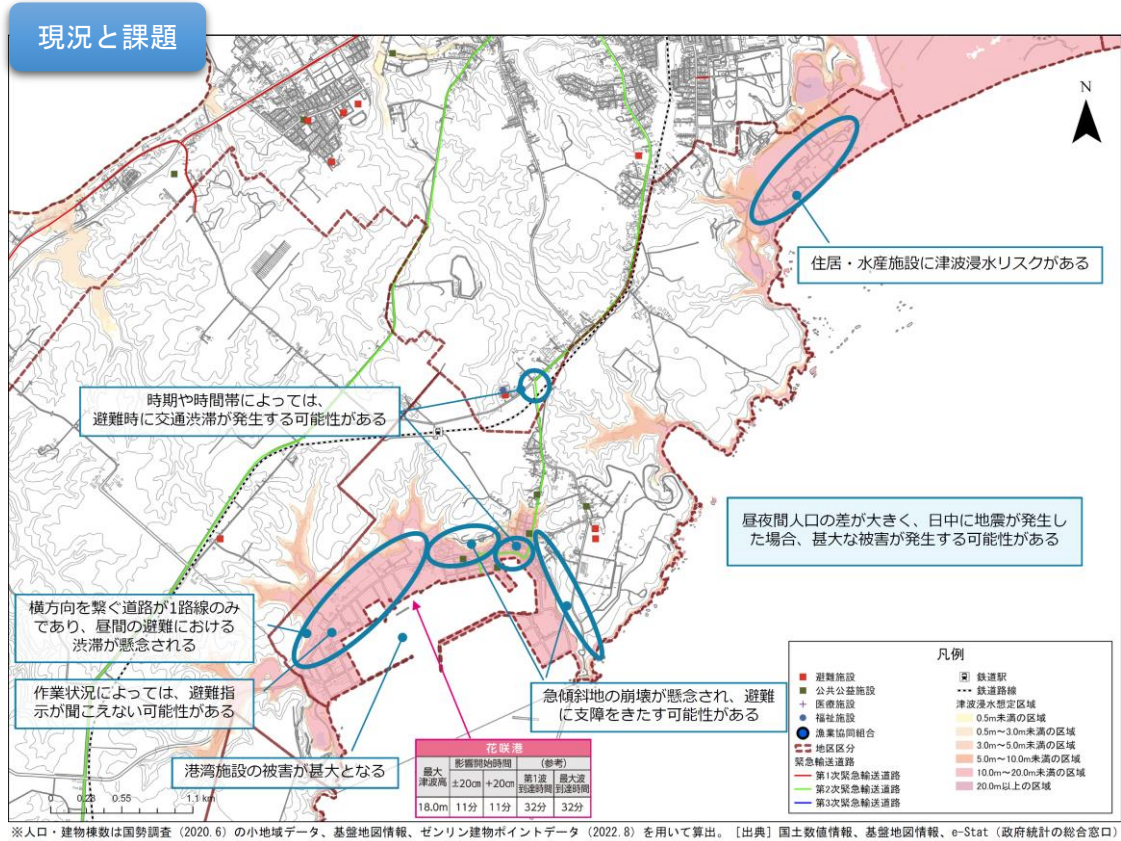 現況と課題
N
住居・水産施設に津波浸水リスクがある
時期や時間帯によっては、
避難時に交通渋滞が発生する可能性がある
昼夜間人口の差が大きく、日中に地震が発生し
た場合、甚大な被害が発生する可能性がある
横方向を繋ぐ道路が1路線のみ
であり、昼間の避難における
渋滞が懸念される
作業状況によっては、避難指
示が聞こえない可能性がある
急傾斜地の崩壊が懸念され、避難
に支障をきたす可能性がある
港湾施設の被害が甚大となる
花咲港
最大
津波高
影響開始時間
(参考)
±20㎝
+20㎝
第1波
到達時間
最大波
到達時間
18.0m
11分
11分
32分
32分
0
0.28
0.55
1.1 km
凡例
避難施設
公共公益施設
医療施設
福祉施設
漁業協同組合
地区区分
緊急輸送道路
第1次緊急輸送道路
第2次緊急輸送道路
第3次緊急輸送道路
鉄道駅
鉄道路線
津波浸水想定区域
0.5m未満の区域
0.5m~3.0m未満の区域
3.0m~5.0m未満の区域
5.0m~10.0m未満の区域
10.0m~20.0m未満の区域
20.0m以上の区域
※人口・建物棟数は国勢調査(2020.6)の小地域データ、基盤地図情報、ゼンリン建物ポイントデータ(2022.8)を用いて算出。[出典]国土数値情報、基盤地図情報、e-Stat(政府統計の総合窓口)